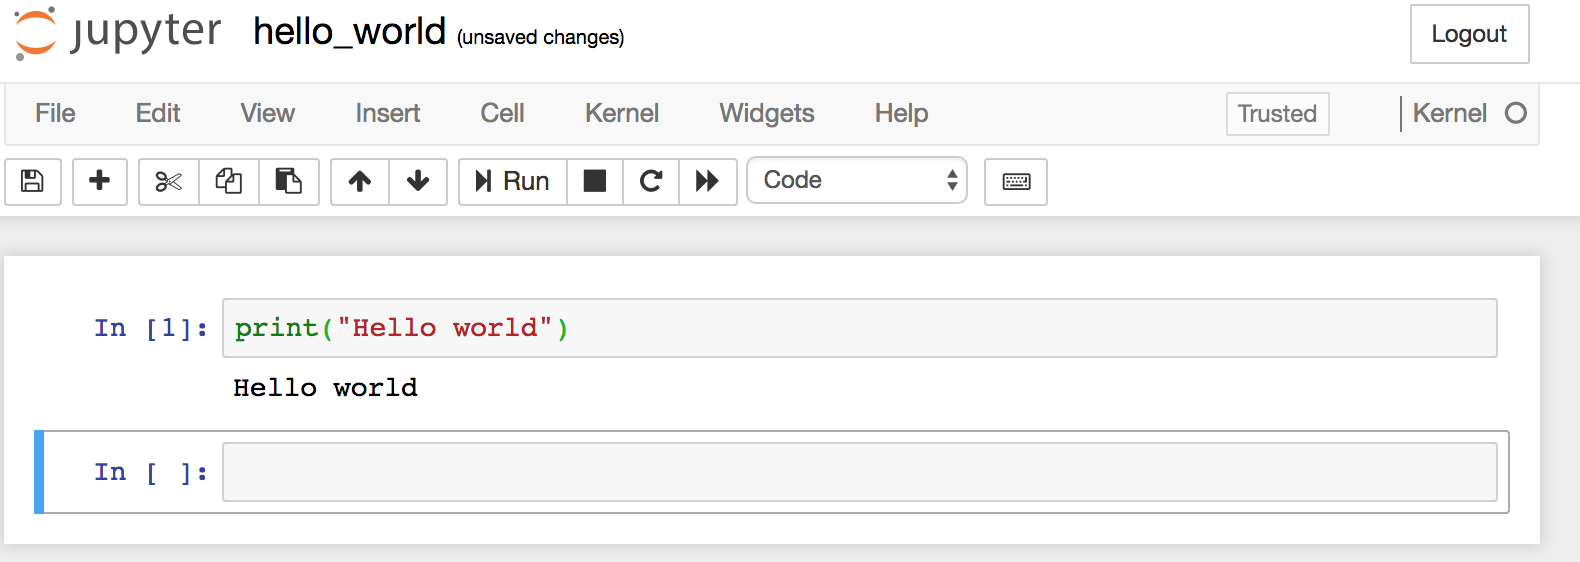 jupyter hello_world (unsaved changes) Logout
File Edit View Insert Cell Kernel Widgets Help Trusted Kernel
Run Code
In [1]: print("Hello world")
Hello world
In [ ]: